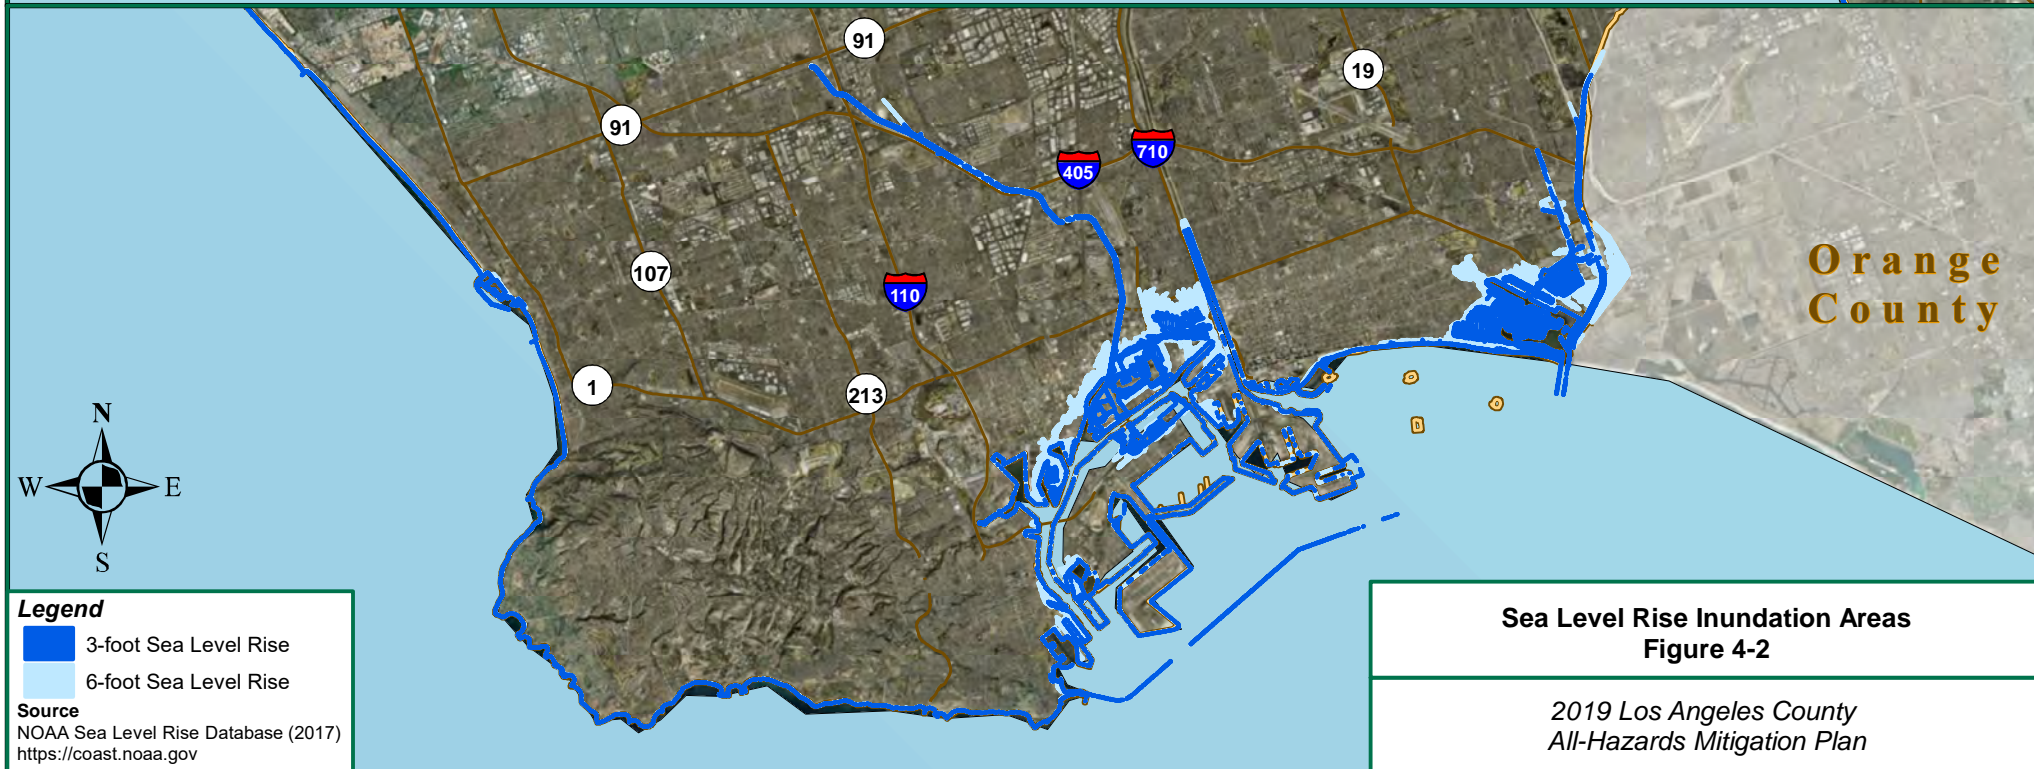 91
19
91
710
405
107
110
Orange
County
1
213
N
W E
S
Legend
3-foot Sea Level Rise
6-foot Sea Level Rise
Source
NOAA Sea Level Rise Database (2017)
https://coast.noaa.gov
Sea Level Rise Inundation Areas
Figure 4-2
2019 Los Angeles County
All-Hazards Mitigation Plan